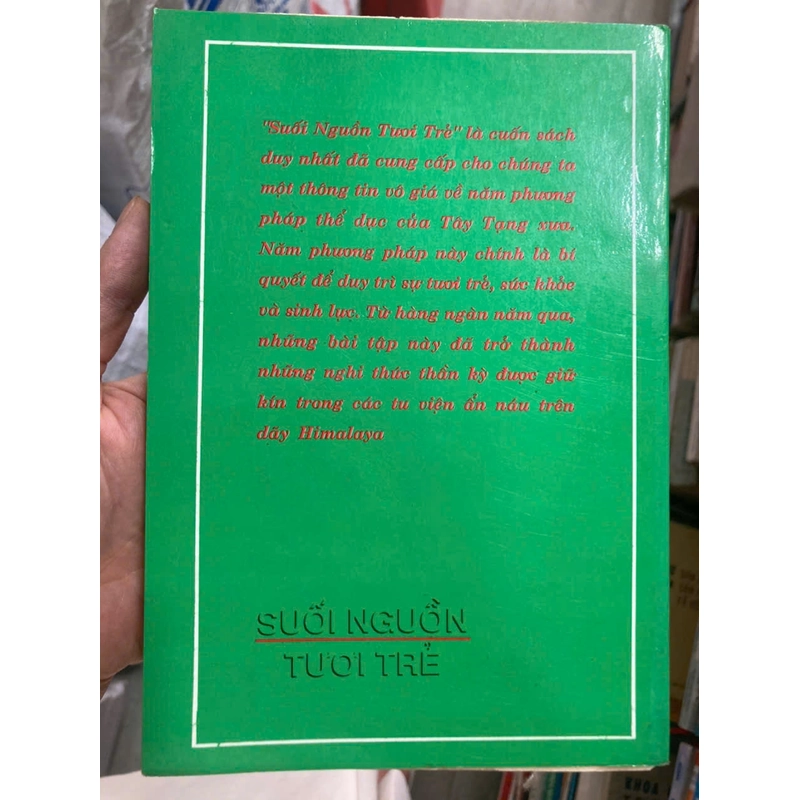 "Suối Nguồn Tươi Trẻ" là cuốn sách
duy nhất đã cung cấp cho chúng ta
một thông tin vô giá về năm phương
pháp thể dục của Tây Tạng xưa.
Năm phương pháp này chính là bí
quyết để duy trì sự tươi trẻ, sức khỏe
và sinh lực. Từ hàng ngàn năm qua,
những bài tập này đã trở thành
những nghi thức thần kỳ được giữ
kín trong các tu viện ẩn náu trên
dãy Himalaya
SUỐI NGUỒN
TƯƠI TRẺ
KHOA